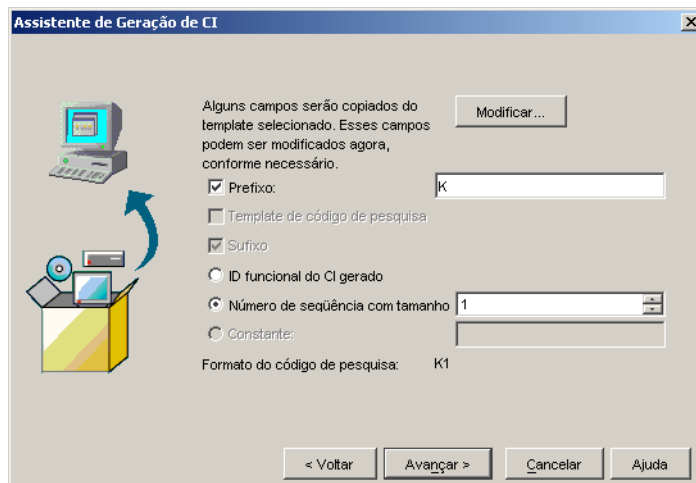 Assistente de Geração de CI
Alguns campos serão copiados do
template selecionado. Esses campos
podem ser modificados agora,
conforme necessário.
Modificar...
Prefixo:
K
Template de código de pesquisa
Sufixo
ID funcional do CI gerado
Número de seqüência com tamanho
1
Constante:
Formato do código de pesquisa: K1
< Voltar
Avançar >
Cancelar
Ajuda